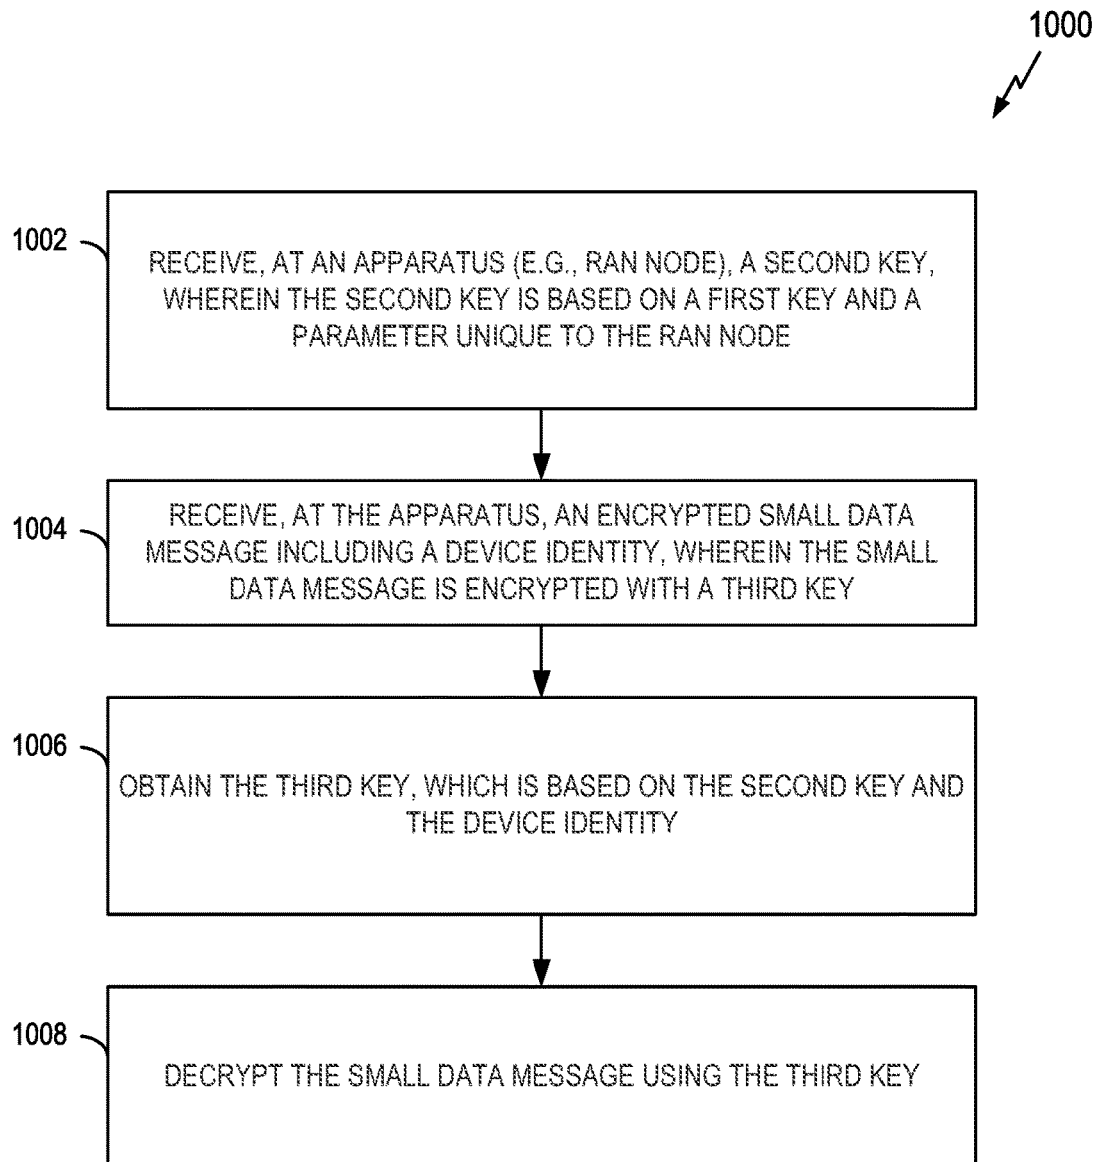 1000
1002
RECEIVE, AT AN APPARATUS (E.G., RAN NODE), A SECOND KEY,
WHEREIN THE SECOND KEY IS BASED ON A FIRST KEY AND A
PARAMETER UNIQUE TO THE RAN NODE
1004
RECEIVE, AT THE APPARATUS, AN ENCRYPTED SMALL DATA
MESSAGE INCLUDING A DEVICE IDENTITY, WHEREIN THE SMALL
DATA MESSAGE IS ENCRYPTED WITH A THIRD KEY
1006
OBTAIN THE THIRD KEY, WHICH IS BASED ON THE SECOND KEY AND
THE DEVICE IDENTITY
1008
DECRYPT THE SMALL DATA MESSAGE USING THE THIRD KEY